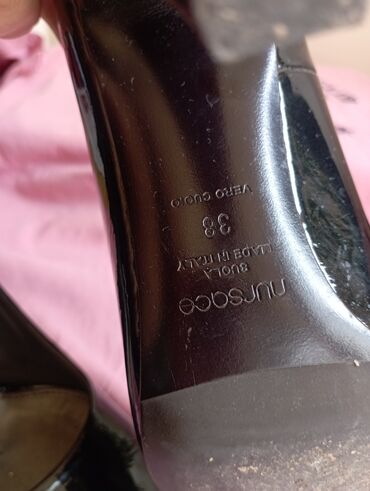 nursace
SUOLA
MADE IN ITALY
38
VERO CUOIO